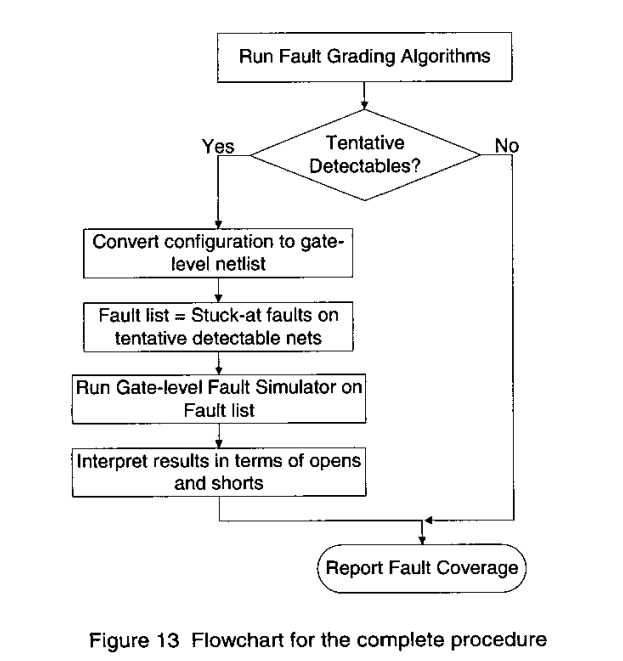 Run Fault Grading Algorithms
Yes
Tentative
Detectables?
No
Convert configuration to gate-
level netlist
Fault list = Stuck-at faults on
tentative detectable nets
Run Gate-level Fault Simulator on
Fault list
Interpret results in terms of opens
and shorts
Report Fault Coverage
Figure 13 Flowchart for the complete procedure